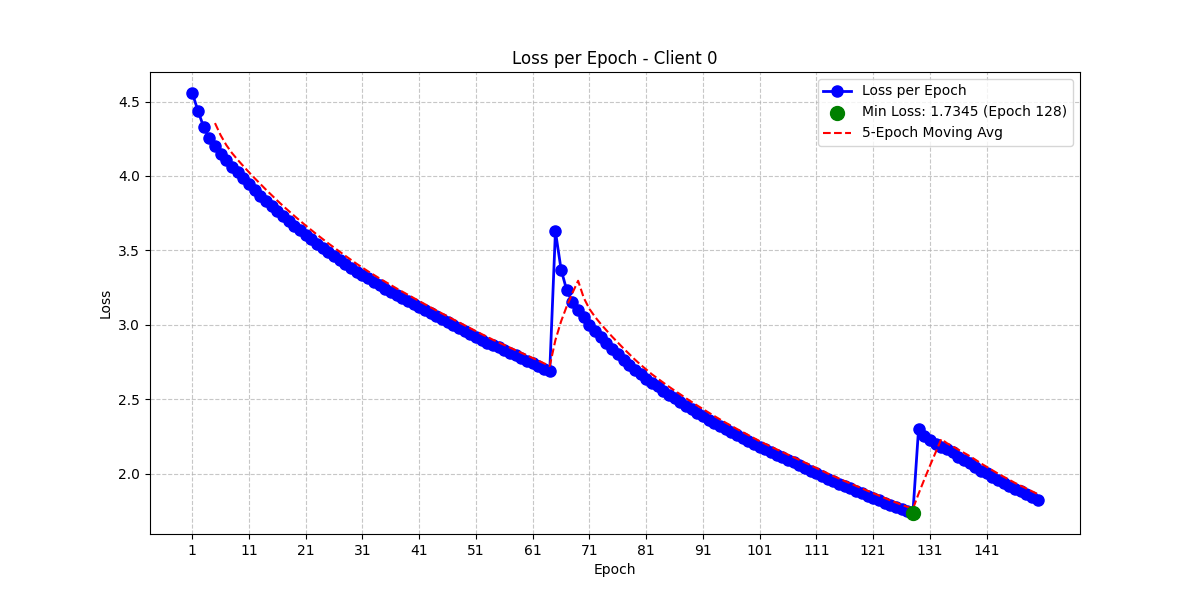 Loss per Epoch - Client 0
Loss per Epoch
Min Loss: 1.7345 (Epoch 128)
5-Epoch Moving Avg
Loss
4.5
4.0
3.5
3.0
2.5
2.0
1 11 21 31 41 51 61 71 81 91 101 111 121 131 141
Epoch